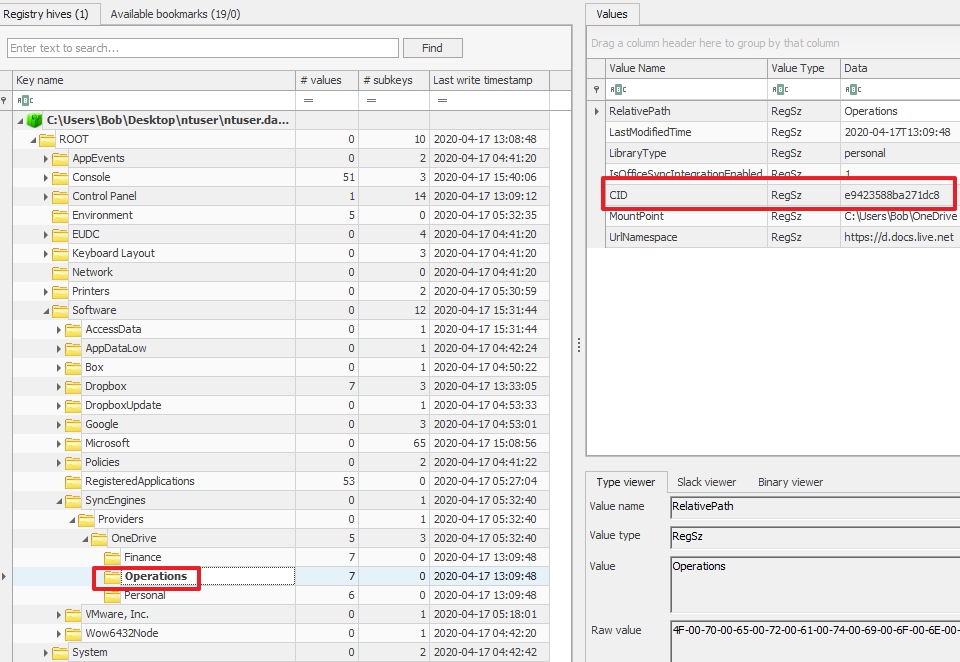 Registry hives (1) Available bookmarks (19/0)
Enter text to search... Find
Key name # values # subkeys Last write timestamp
ABC = = =
C:\Users\Bob\Desktop\ntuser\ntuser.da...
ROOT 0 10 2020-04-17 13:08:48
AppEvents 0 2 2020-04-17 04:41:20
Console 51 3 2020-04-17 15:40:06
Control Panel 1 14 2020-04-17 13:09:12
Environment 5 0 2020-04-17 05:32:35
EUDC 0 4 2020-04-17 04:41:20
Keyboard Layout 0 3 2020-04-17 04:41:20
Network 0 0 2020-04-17 04:41:20
Printers 0 2 2020-04-17 05:30:59
Software 0 12 2020-04-17 15:31:44
AccessData 0 1 2020-04-17 15:31:44
AppDataLow 0 1 2020-04-17 04:42:24
Box 0 1 2020-04-17 04:50:22
Dropbox 7 3 2020-04-17 13:33:05
DropboxUpdate 0 1 2020-04-17 04:53:33
Google 0 3 2020-04-17 04:53:01
Microsoft 0 65 2020-04-17 15:08:56
Policies 0 2 2020-04-17 04:41:22
RegisteredApplications 53 0 2020-04-17 05:27:04
SyncEngines 0 1 2020-04-17 05:32:40
Providers 0 1 2020-04-17 05:32:40
OneDrive 5 3 2020-04-17 05:32:40
Finance 7 0 2020-04-17 13:09:48
Operations 7 0 2020-04-17 13:09:48
Personal 6 0 2020-04-17 13:09:48
VMware, Inc. 0 1 2020-04-17 05:18:01
Wow6432Node 0 1 2020-04-17 04:42:20
System 0 2 2020-04-17 04:42:42
Values
Drag a column header here to group by that column
Value Name Value Type Data
ABC ABC ABC
RelativePath RegSz Operations
LastModifiedTime RegSz 2020-04-17T13:09:48
LibraryType RegSz personal
IsOfficeSyncIntegrationEnabled RegSz 1
CID RegSz e9423588ba271dc8
MountPoint RegSz C:\Users\Bob\OneDrive
UrlNamespace RegSz https://d.docs.live.net
Type viewer Slack viewer Binary viewer
Value name RelativePath
Value type RegSz
Value Operations
Raw value 4F-00-70-00-65-00-72-00-61-00-74-00-69-00-6F-00-6E-00-